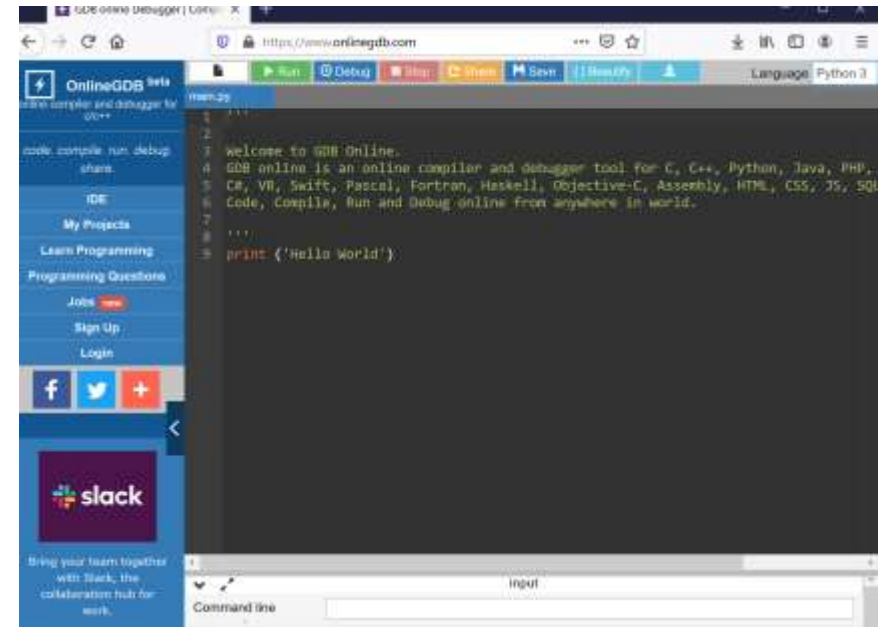 GDB online Debugger | Compi
https://www.onlinegdb.com
OnlineGDB beta
online compiler and debugger for
c/c++
code. compile. run. debug.
share.
IDE
My Projects
Learn Programming
Programming Questions
Jobs new
Sign Up
Login
slack
Bring your team together
with Slack, the
collaboration hub for
work.
Run Debug Stop Share Save { } Beautify
Language Python 3
main.py
1 '''
2
3 Welcome to GDB Online.
4 GDB online is an online compiler and debugger tool for C, C++, Python, Java, PHP,
5 C#, VB, Swift, Pascal, Fortran, Haskell, Objective-C, Assembly, HTML, CSS, JS, SQL
6 Code, Compile, Run and Debug online from anywhere in world.
7
8 '''
9 print ('Hello World')
input
Command line